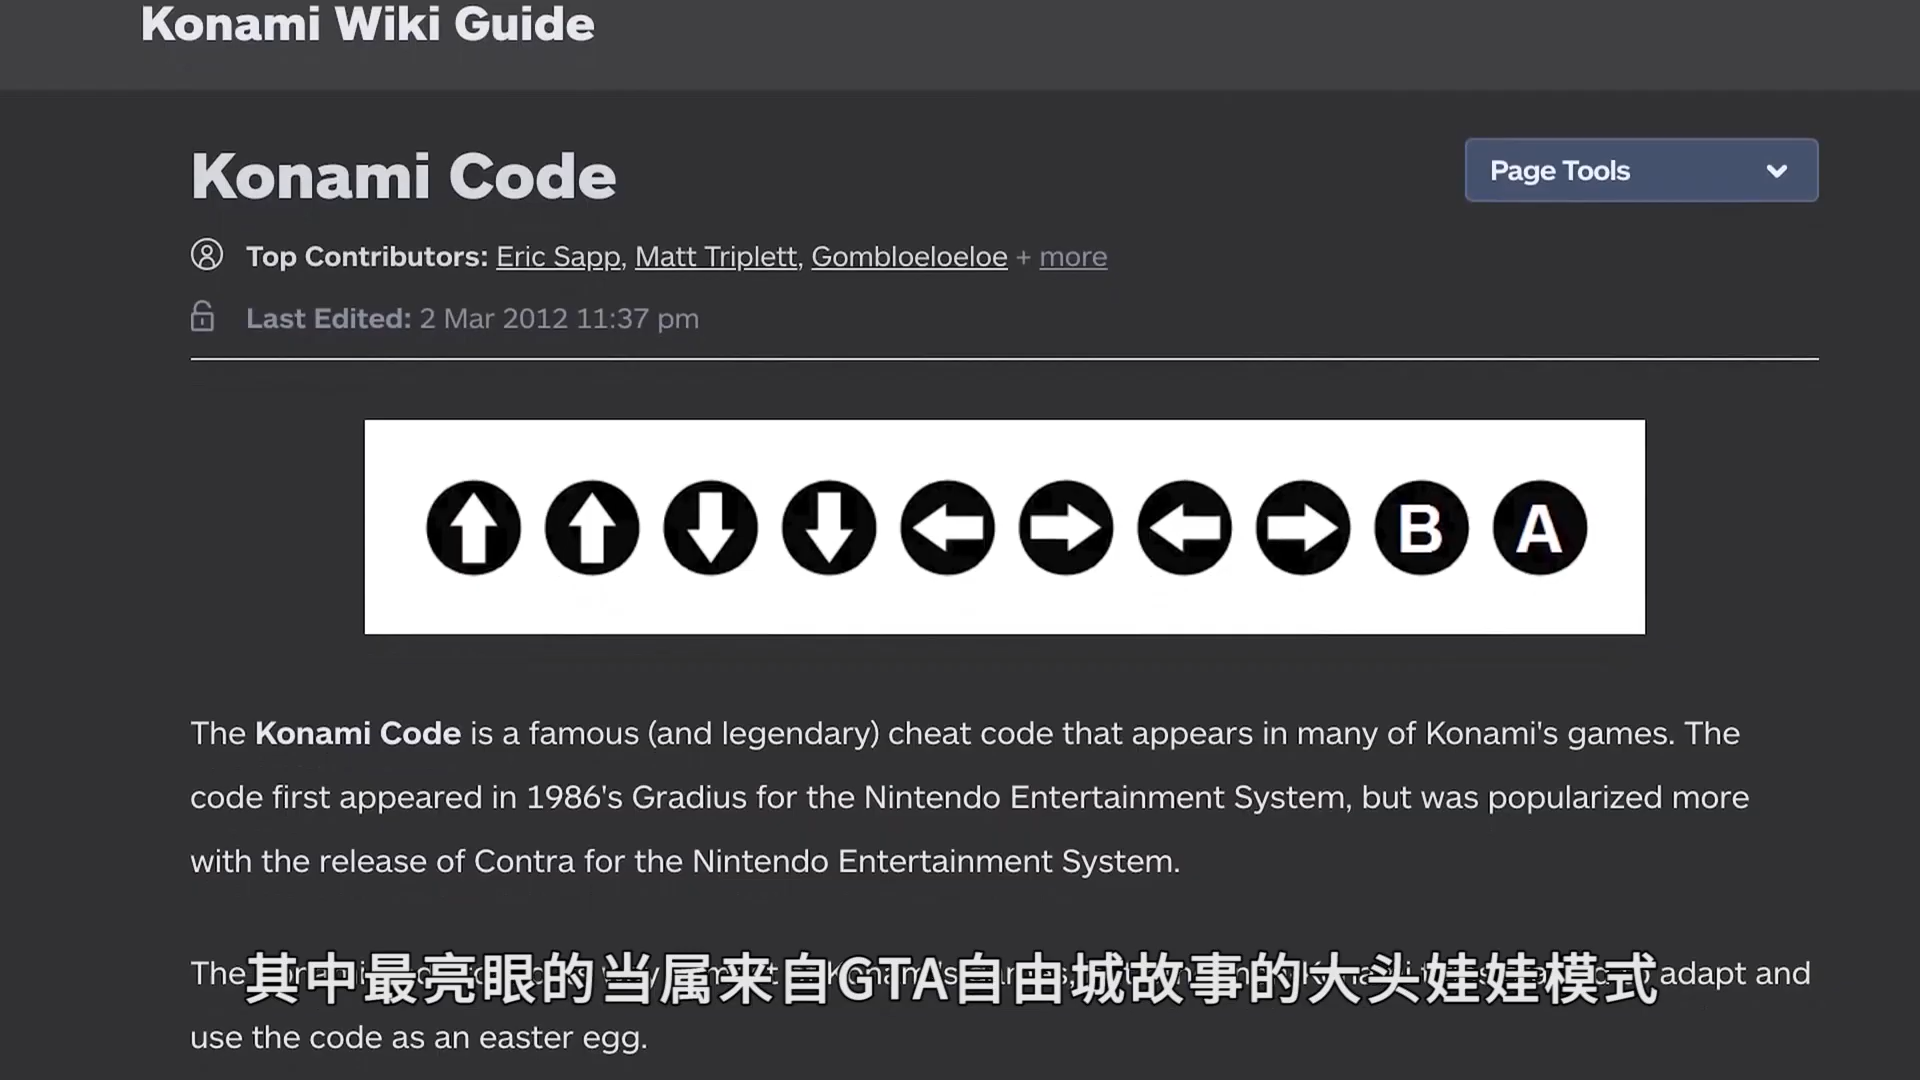 Konami Wiki Guide
Konami Code
Page Tools
Top Contributors: Eric Sapp, Matt Triplett, Gombloeloeloe + more
Last Edited: 2 Mar 2012 11:37 pm
B A
The Konami Code is a famous (and legendary) cheat code that appears in many of Konami's games. The
code first appeared in 1986's Gradius for the Nintendo Entertainment System, but was popularized more
with the release of Contra for the Nintendo Entertainment System.
The adapt and
其中最亮眼的当属来自GTA自由城故事的大头娃娃模式
use the code as an easter egg.